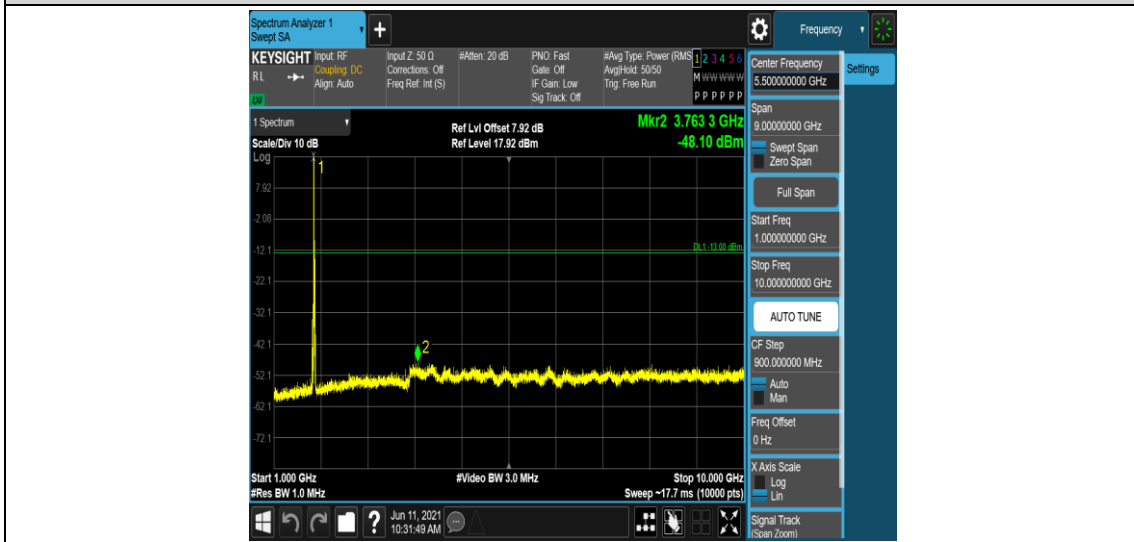 Spectrum Analyzer 1
Swept SA
+
Frequency
KEYSIGHT
RL
LXI
Input: RF
Coupling: DC
Align: Auto
Input Z: 50 Ω
Corrections: Off
Freq Ref: Int (S)
#Atten: 20 dB
PNO: Fast
Gate: Off
IF Gain: Low
Sig Track: Off
#Avg Type: Power (RMS
Avg|Hold: 50/50
Trig: Free Run
1 2 3 4 5 6
M W W W W W
P P P P P P
1 Spectrum
Scale/Div 10 dB
Log
Ref Lvl Offset 7.92 dB
Ref Level 17.92 dBm
Mkr2 3.763 3 GHz
-48.10 dBm
1
7.92
-2.08
-12.1
DL1 -13.00 dBm
-22.1
-32.1
-42.1
2
-52.1
-62.1
-72.1
Start 1.000 GHz
#Res BW 1.0 MHz
#Video BW 3.0 MHz
Stop 10.000 GHz
Sweep ~17.7 ms (10000 pts)
?
Jun 11, 2021
10:31:49 AM
Center Frequency
5.500000000 GHz
Settings
Span
9.00000000 GHz
Swept Span
Zero Span
Full Span
Start Freq
1.000000000 GHz
Stop Freq
10.000000000 GHz
AUTO TUNE
CF Step
900.000000 MHz
Auto
Man
Freq Offset
0 Hz
X Axis Scale
Log
Lin
Signal Track
(Span Zoom)